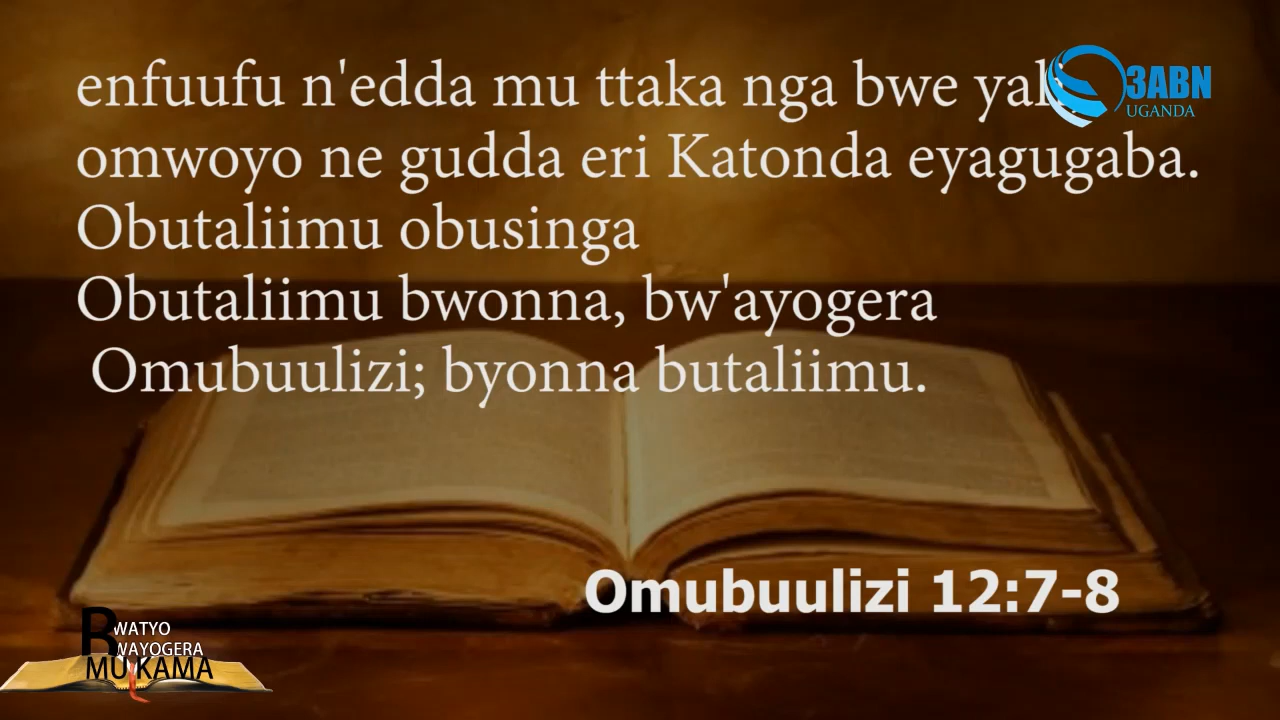 enfuufu n'edda mu ttaka nga bwe yali,
omwoyo ne gudda eri Katonda eyagugaba.
Obutaliimu obusinga
Obutaliimu bwonna, bw'ayogera
Omubuulizi; byonna butaliimu.
3ABN
UGANDA
Omubuulizi 12:7-8
BWATYO
BWAYOGERA
MUKAMA